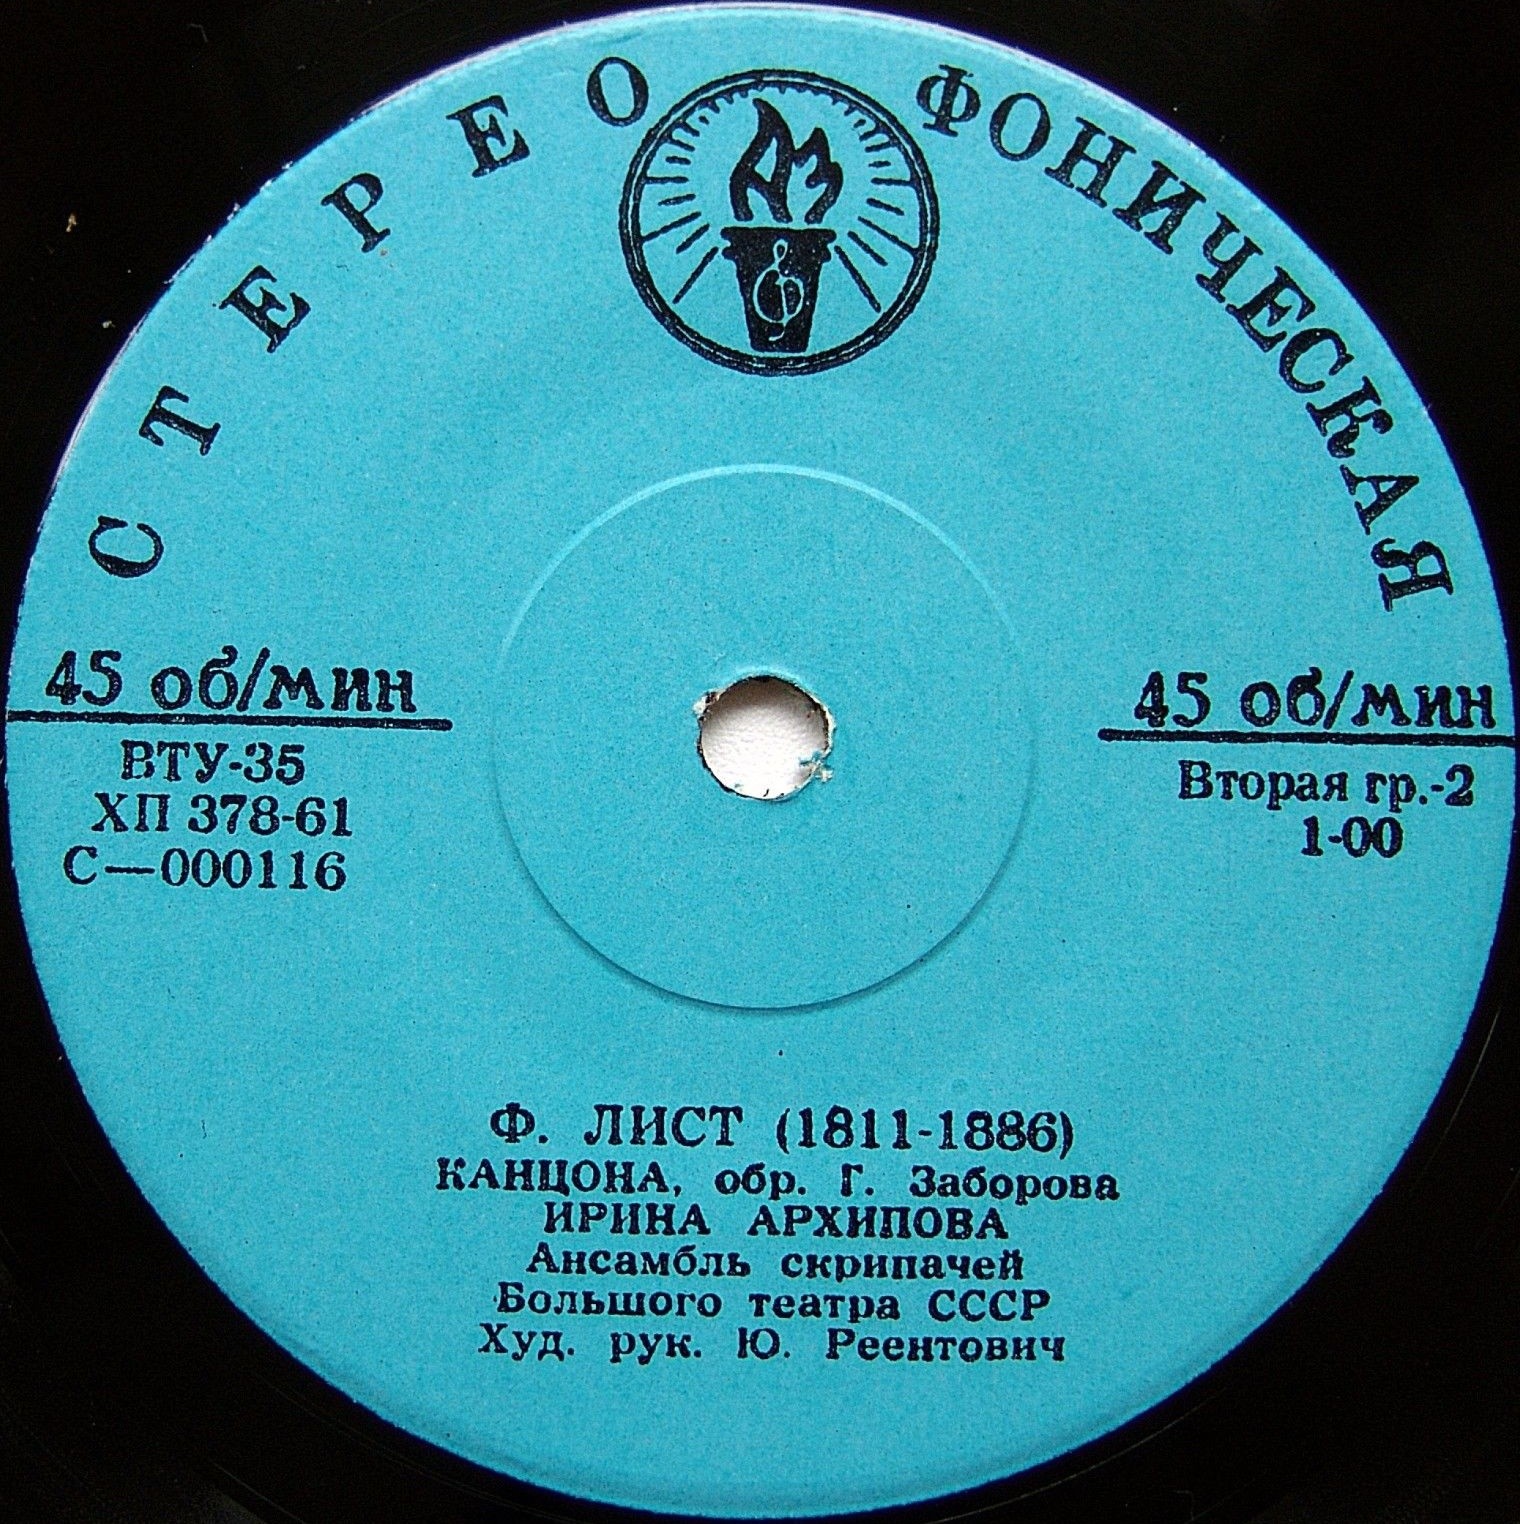 СТЕРЕОФОНИЧЕСКАЯ
АЗ
45 об/мин
ВТУ-35
ХП 378-61
С—000116
45 об/мин
Вторая гр.-2
1-00
Ф. ЛИСТ (1811-1886)
КАНЦОНА, обр. Г. Заборова
ИРИНА АРХИПОВА
Ансамбль скрипачей
Большого театра СССР
Худ. рук. Ю. Реентович